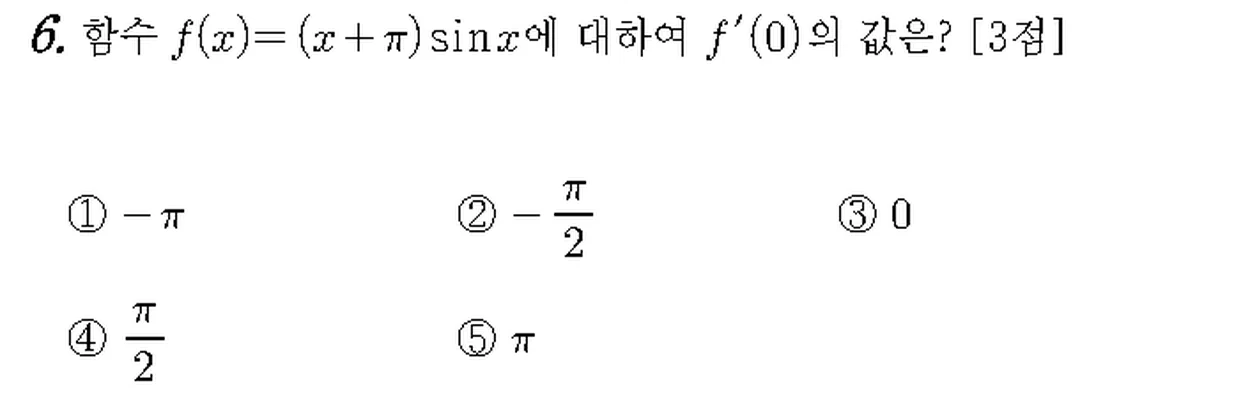 6. 함수 f(x)=(x+π)sinx에 대하여 f′(0)의 값은? [3점]
① −π ② −π/2 ③ 0
④ π/2 ⑤ π